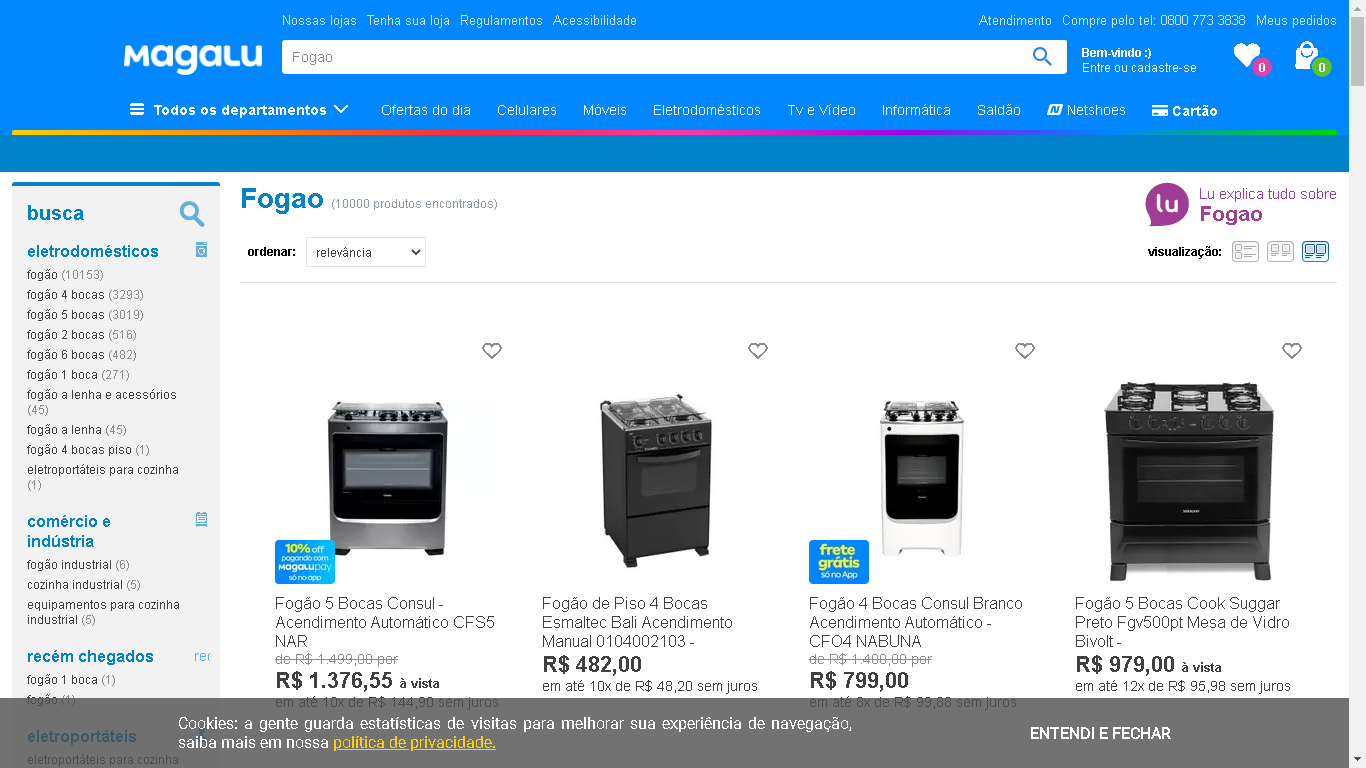 Nossas lojas Tenha sua loja Regulamentos Acessibilidade
Atendimento Compre pelo tel: 0800 773 3838 Meus pedidos
MagaLu
Fogao
Bem-vindo :)
Entre ou cadastre-se
0
0
Todos os departamentos
Ofertas do dia
Celulares
Móveis
Eletrodomésticos
Tv e Vídeo
Informática
Saldão
Netshoes
Cartão
busca
eletrodomésticos
fogão (10153)
fogão 4 bocas (3293)
fogão 5 bocas (3019)
fogão 2 bocas (516)
fogão 6 bocas (482)
fogão 1 boca (271)
fogão a lenha e acessórios
(45)
fogão a lenha (45)
fogão 4 bocas piso (1)
eletroportáteis para cozinha
(1)
comércio e
indústria
fogão industrial (6)
cozinha industrial (5)
equipamentos para cozinha
industrial (5)
recém chegados
fogão 1 boca (1)
fogão (1)
eletroportáteis
eletroportáteis para cozinha
Fogao (10000 produtos encontrados)
lu
Lu explica tudo sobre
Fogao
ordenar:
relevância
visualização:
10% off
pagando com
MagaLupay
só no app
Fogão 5 Bocas Consul -
Acendimento Automático CFS5
NAR
de R$ 1.499,00 por
R$ 1.376,55 à vista
em até 10x de R$ 144,90 sem juros
Fogão de Piso 4 Bocas
Esmaltec Bali Acendimento
Manual 0104002103 -
R$ 482,00
em até 10x de R$ 48,20 sem juros
frete
grátis
só no App
Fogão 4 Bocas Consul Branco
Acendimento Automático -
CFO4 NABUNA
de R$ 1.400,00 por
R$ 799,00
em até 8x de R$ 99,88 sem juros
Fogão 5 Bocas Cook Suggar
Preto Fgv500pt Mesa de Vidro
Bivolt -
R$ 979,00 à vista
em até 12x de R$ 95,98 sem juros
Cookies: a gente guarda estatísticas de visitas para melhorar sua experiência de navegação,
saiba mais em nossa política de privacidade.
ENTENDI E FECHAR